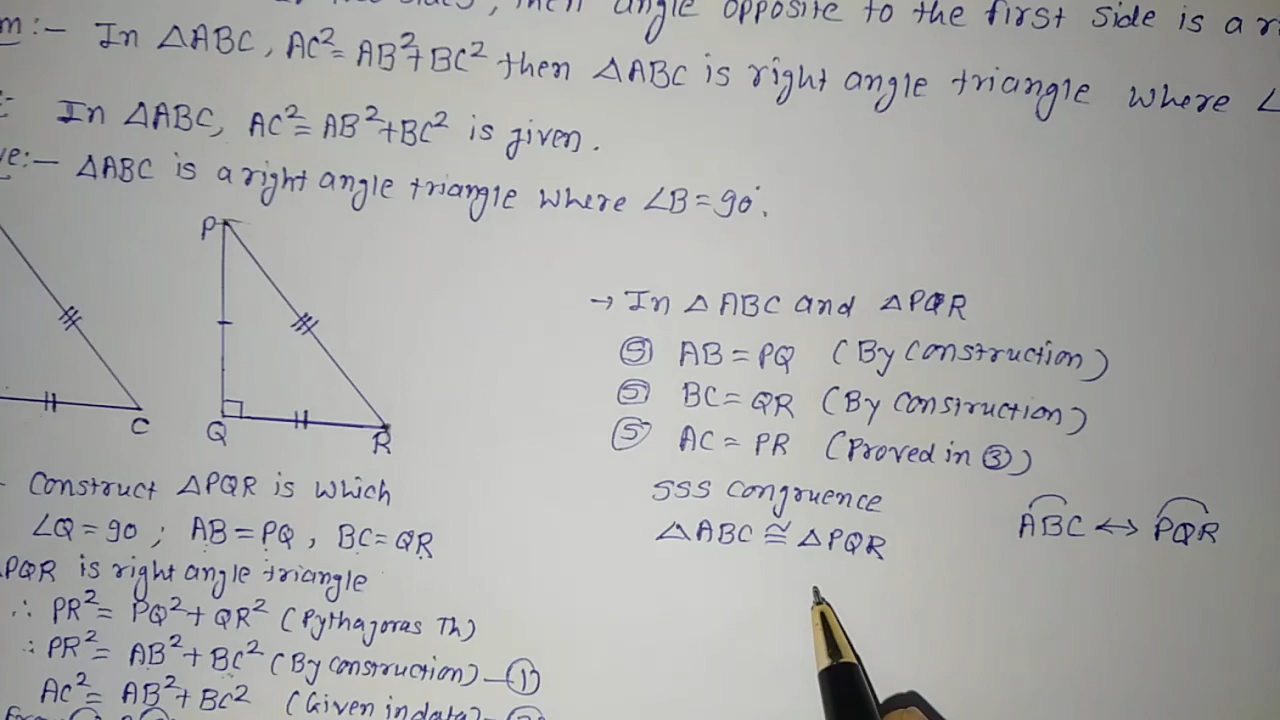 , then angle opposite to the first side is a
m:- In △ABC, AC²= AB²+BC² then △ABC is right angle triangle where ∠
In △ABC, AC²= AB²+BC² is given.
ve:- △ABC is a right angle triangle where ∠B=90°.
P
C
Q
R
Construct △PQR is which
∠Q=90 ; AB=PQ , BC=QR
PQR is right angle triangle
∴ PR²= PQ²+ QR² (Pythagoras Th)
∴ PR²= AB²+BC² (By construction) — ①
AC²= AB²+BC² (Given in data)
→ In △ ABC and △PQR
Ⓢ AB=PQ (By Construction)
Ⓢ BC= QR (By Construction)
Ⓢ AC= PR (Proved in ③)
SSS Congruence
△ABC ≅ △PQR
ABC ↔ PQR